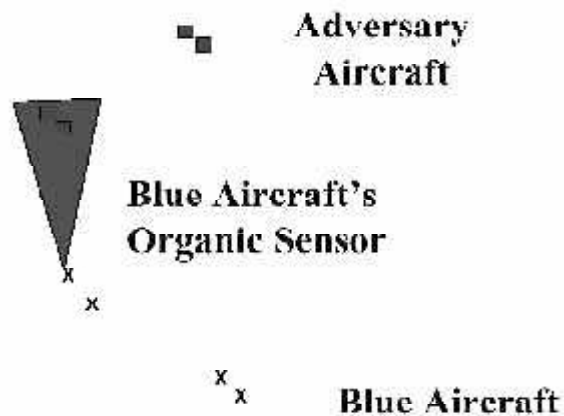 Adversary
Aircraft
Blue Aircraft's
Organic Sensor
x
x
x
x
Blue Aircraft